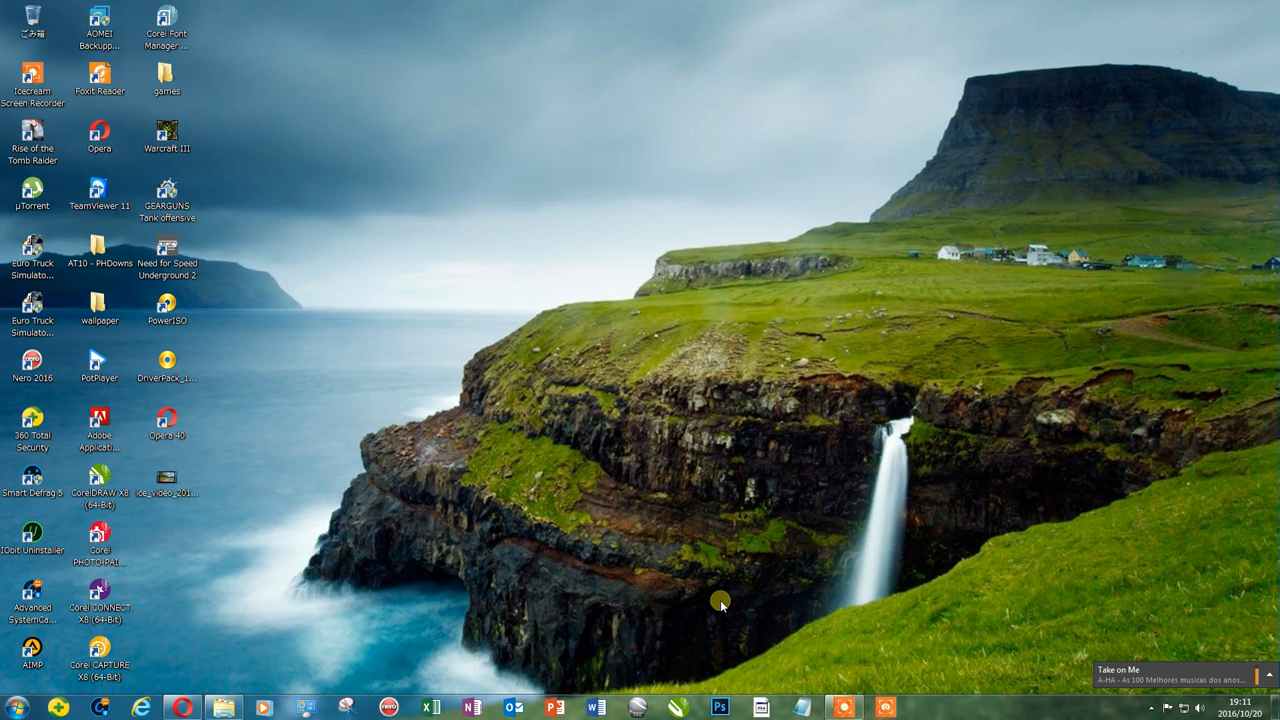 ごみ箱
AOMEI
Backupp...
Corel Font
Manager ...
Icecream
Screen Recorder
Foxit Reader
games
Rise of the
Tomb Raider
Opera
Warcraft III
µTorrent
TeamViewer 11
GEARGUNS
Tank offensive
Euro Truck
Simulato...
AT10 - PHDowns
Need for Speed
Underground 2
Euro Truck
Simulato...
wallpaper
PowerISO
Nero 2016
PotPlayer
DriverPack_1...
360 Total
Security
Adobe
Applicati...
Opera 40
Smart Defrag 5
CorelDRAW X8
(64-Bit)
ice_video_201...
IObit Uninstaller
Corel
PHOTO-PAI...
Advanced
SystemCa...
Corel CONNECT
X8 (64-Bit)
AIMP
Corel CAPTURE
X8 (64-Bit)
Take on Me
A-HA - As 100 Melhores musicas dos anos...
nero
Ps
19:11
2016/10/20